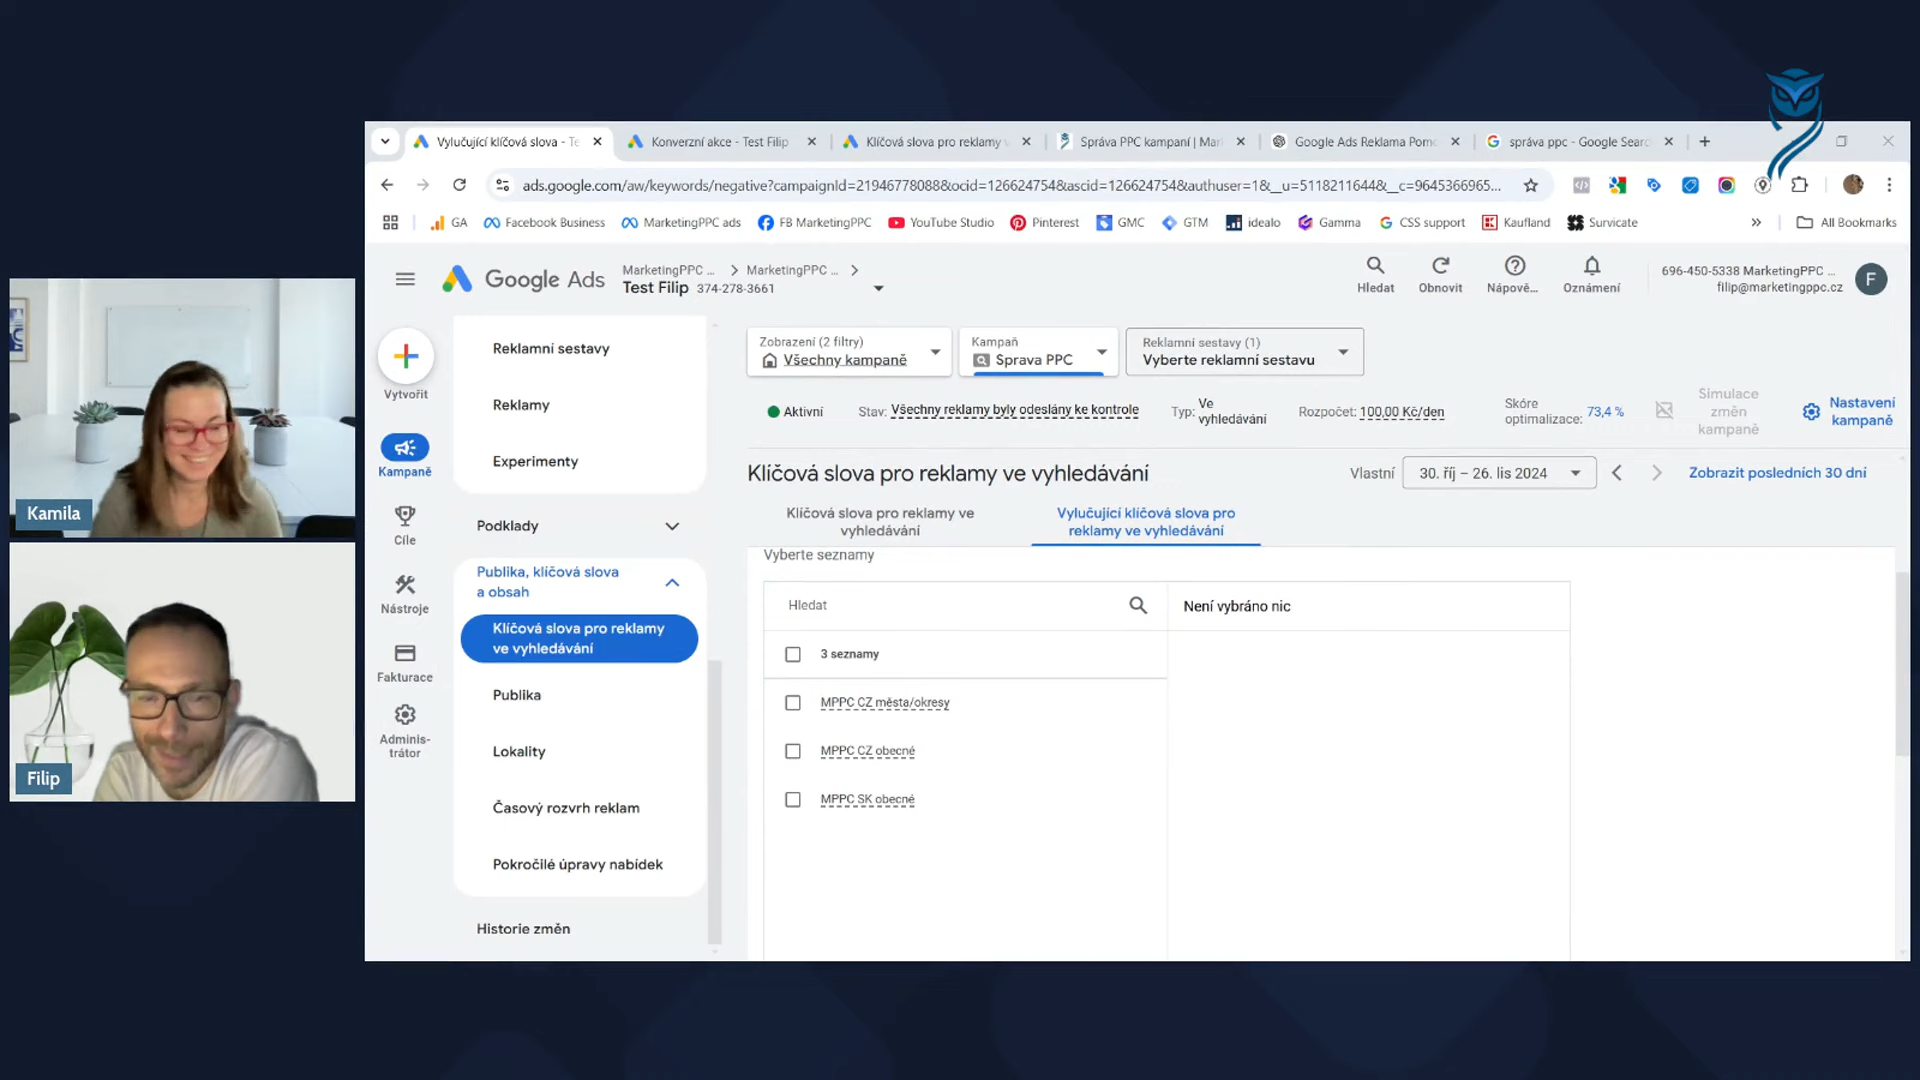 Vylučující klíčová slova - Te
Konverzní akce - Test Filip
Klíčová slova pro reklamy
Správa PPC kampaní | Mar
Google Ads Reklama Pom
správa ppc - Google Sear
ads.google.com/aw/keywords/negative?campaignId=21946778088&ocid=126624754&ascid=126624754&authuser=1&__u=5118211644&__c=9645366965...
GA
Facebook Business
MarketingPPC ads
FB MarketingPPC
YouTube Studio
Pinterest
GMC
GTM
idealo
Gamma
CSS support
Kaufland
Survicate
All Bookmarks
Google Ads
MarketingPPC ...
MarketingPPC ..
Test Filip 374-278-3661
Hledat
Obnovit
Nápově...
Oznámení
696-450-5338 MarketingPPC ...
filip@marketingppc.cz
F
Vytvořit
Kampaně
Cíle
Nástroje
Fakturace
Adminis-
trátor
Reklamní sestavy
Reklamy
Experimenty
Podklady
Publika, klíčová slova
a obsah
Klíčová slova pro reklamy
ve vyhledávání
Publika
Lokality
Časový rozvrh reklam
Pokročilé úpravy nabídek
Historie změn
Zobrazení (2 filtry)
Všechny kampaně
Kampaň
Sprava PPC
Reklamní sestavy (1)
Vyberte reklamní sestavu
Aktivní
Stav: Všechny reklamy byly odeslány ke kontrole
Typ: Ve
vyhledávání
Rozpočet: 100,00 Kč/den
Skóre
optimalizace: 73,4 %
Simulace
změn
kampaně
Nastavení
kampaně
Klíčová slova pro reklamy ve vyhledávání
Vlastní
30. říj – 26. lis 2024
Zobrazit posledních 30 dní
Klíčová slova pro reklamy ve
vyhledávání
Vylučující klíčová slova pro
reklamy ve vyhledávání
Vyberte seznamy
Hledat
Není vybráno nic
3 seznamy
MPPC CZ města/okresy
MPPC CZ obecné
MPPC SK obecné
Kamila
Filip